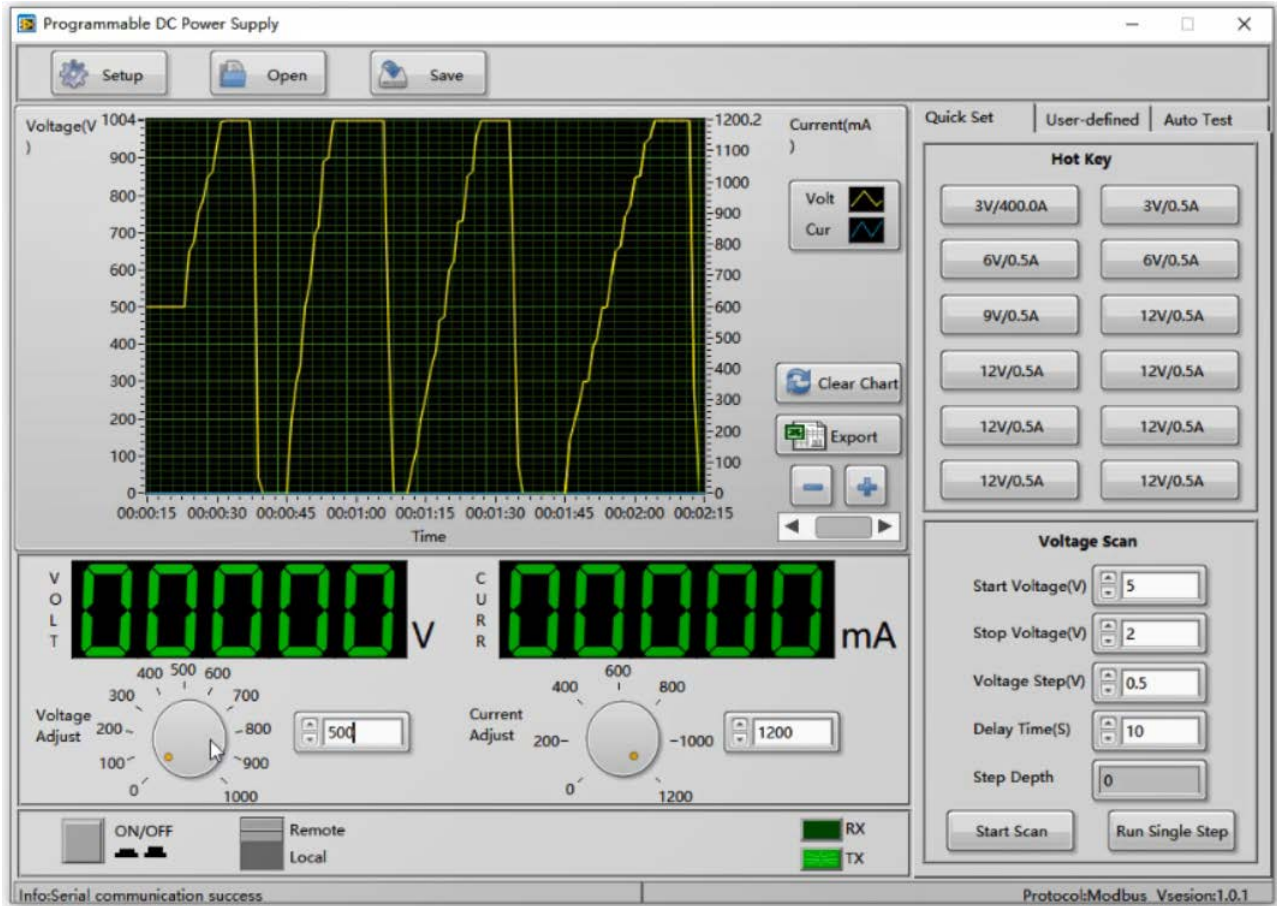 Programmable DC Power Supply
Setup Open Save
Voltage(V
)
1004
900
800
700
600
500
400
300
200
100
0
1200.2
1100
1000
900
800
700
600
500
400
300
200
100
0
00:00:15 00:00:30 00:00:45 00:01:00 00:01:15 00:01:30 00:01:45 00:02:00 00:02:15
Time
Current(mA
)
Volt
Cur
Clear Chart
Export
Quick Set User-defined Auto Test
Hot Key
3V/400.0A 3V/0.5A
6V/0.5A 6V/0.5A
9V/0.5A 12V/0.5A
12V/0.5A 12V/0.5A
12V/0.5A 12V/0.5A
12V/0.5A 12V/0.5A
VOLT
00000 V
CURR
00000 mA
Voltage
Adjust
0 100 200 300 400 500 600 700 800 900 1000
500
Current
Adjust
0 200 400 600 800 1000 1200
1200
Voltage Scan
Start Voltage(V) 5
Stop Voltage(V) 2
Voltage Step(V) 0.5
Delay Time(S) 10
Step Depth 0
Start Scan Run Single Step
ON/OFF
Remote
Local
RX
TX
Info:Serial communication success
Protocol:Modbus Vsesion:1.0.1